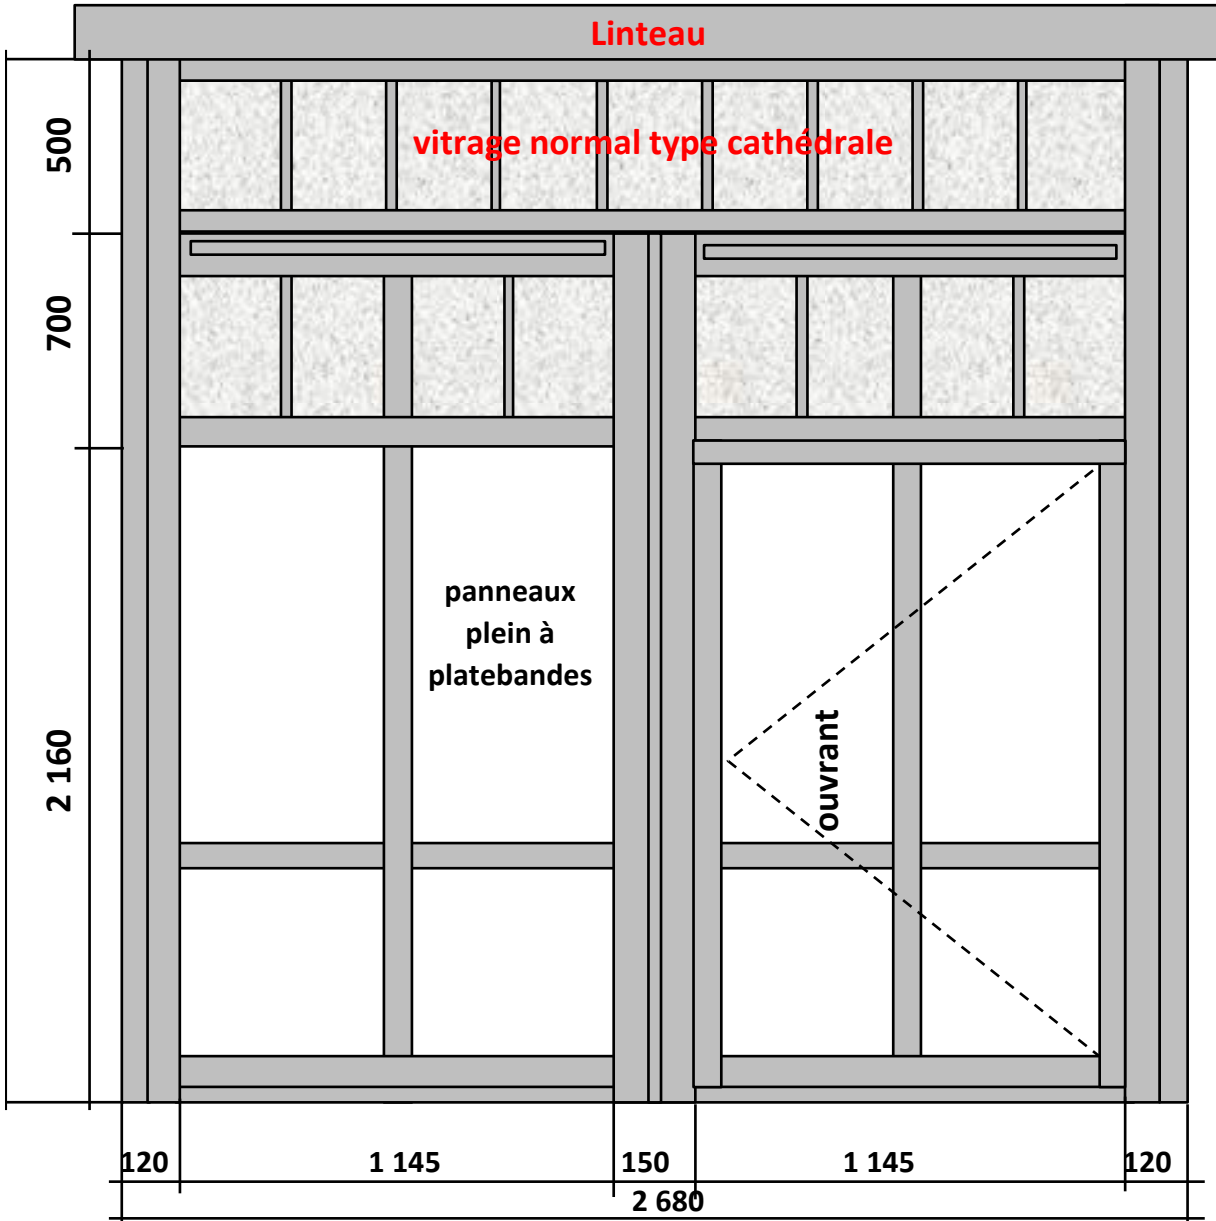 Linteau
500
vitrage normal type cathédrale
700
panneaux
plein à
platebandes
ouvrant
2 160
120
1 145
150
1 145
120
2 680